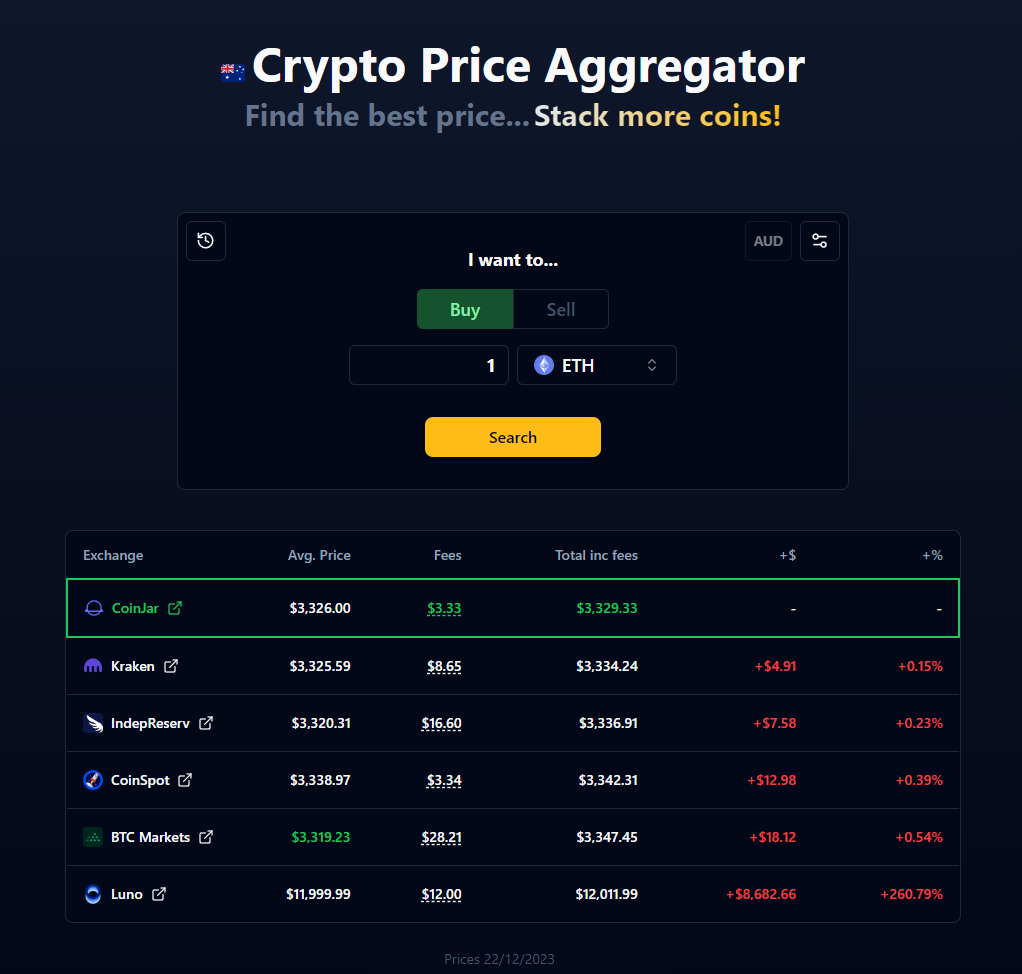 Crypto Price Aggregator
Find the best price... Stack more coins!
AUD
I want to...
Buy Sell
1 ETH
Search
Exchange Avg. Price Fees Total inc fees +$ +%
CoinJar $3,326.00 $3.33 $3,329.33 - -
Kraken $3,325.59 $8.65 $3,334.24 +$4.91 +0.15%
IndepReserv $3,320.31 $16.60 $3,336.91 +$7.58 +0.23%
CoinSpot $3,338.97 $3.34 $3,342.31 +$12.98 +0.39%
BTC Markets $3,319.23 $28.21 $3,347.45 +$18.12 +0.54%
Luno $11,999.99 $12.00 $12,011.99 +$8,682.66 +260.79%
Prices 22/12/2023